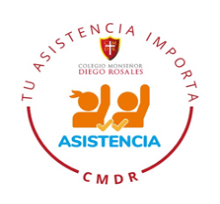 TU ASISTENCIA IMPORTA
COLEGIO MONSEÑOR
DIEGO ROSALES
ASISTENCIA
CMDR